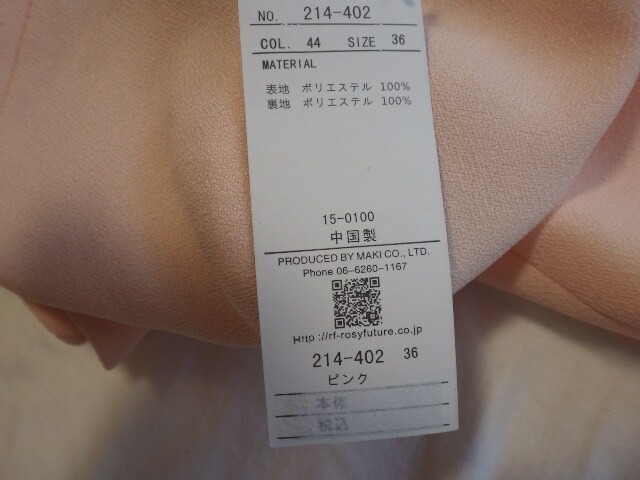 NO. 214-402
COL. 44 SIZE 36
MATERIAL
表地 ポリエステル 100%
裏地 ポリエステル 100%
15-0100
中国製
PRODUCED BY MAKI CO., LTD.
Phone 06-6260-1167
Http://rf-rosyfuture.co.jp
214-402 36
ピンク
本体
税込